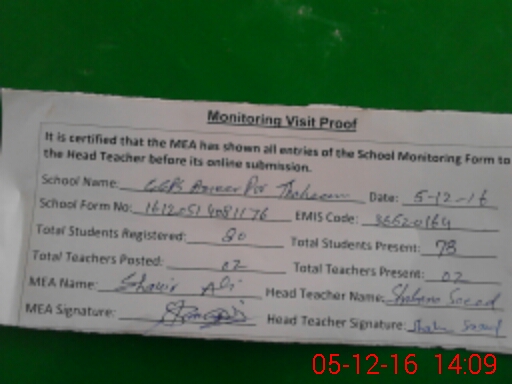 Monitoring Visit Proof
It is certified that the MEA has shown all entries of the School Monitoring Form to
the Head Teacher before its online submission.
School Name: Date: 5-12-16
School Form No: EMIS Code:
Total Students Registered: 80 Total Students Present: 78
Total Teachers Posted: 02 Total Teachers Present: 02
MEA Name: Ali Head Teacher Name: Saeed
MEA Signature: Head Teacher Signature:
05-12-16 14:09